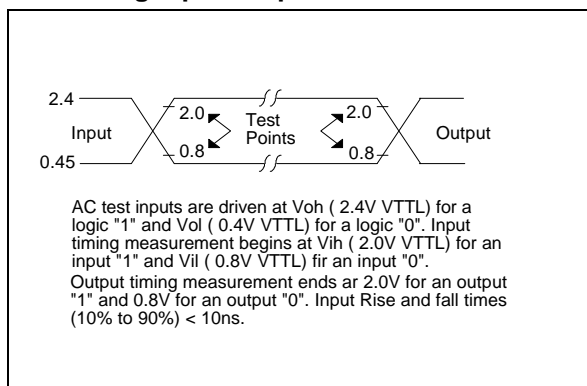 2.4
2.0 Test 2.0
Input Points Output
0.8 0.8
0.45
AC test inputs are driven at Voh ( 2.4V VTTL) for a
logic "1" and Vol ( 0.4V VTTL) for a logic "0". Input
timing measurement begins at Vih ( 2.0V VTTL) for an
input "1" and Vil ( 0.8V VTTL) fir an input "0".
Output timing measurement ends ar 2.0V for an output
"1" and 0.8V for an output "0". Input Rise and fall times
(10% to 90%) < 10ns.